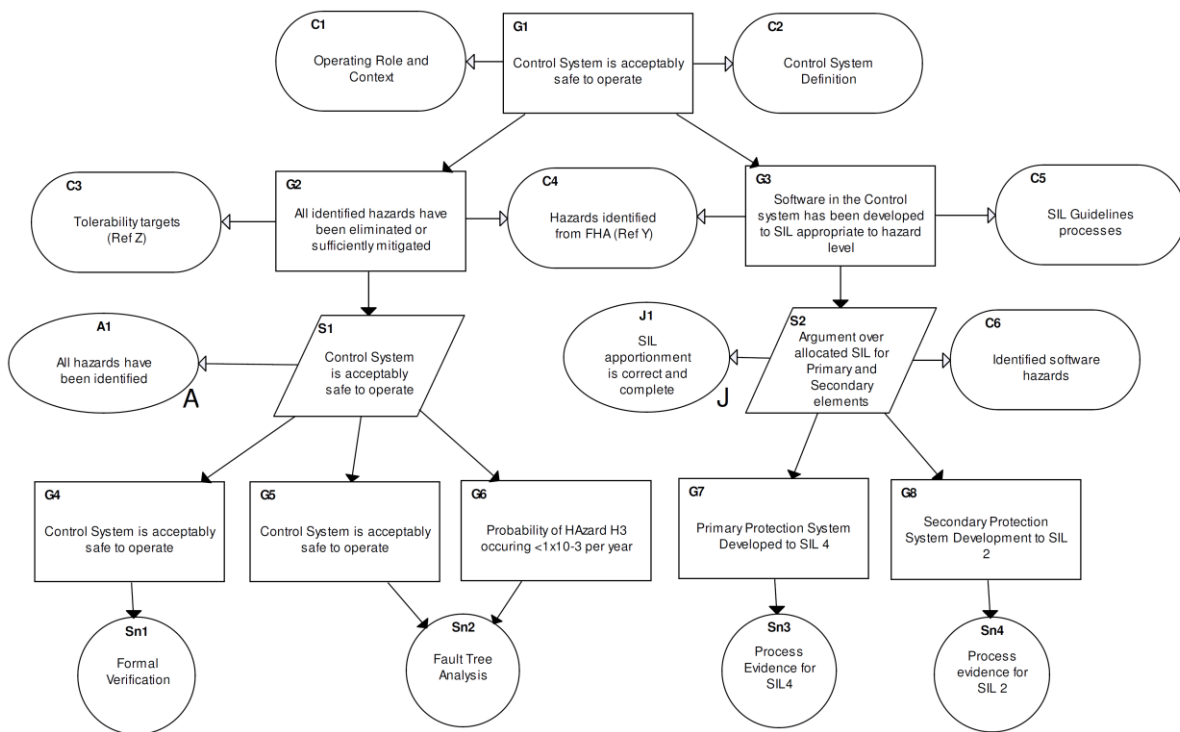 C1
Operating Role and
Context
G1
Control System is acceptably
safe to operate
C2
Control System
Definition
C3
Tolerability targets
(Ref Z)
G2
All identified hazards have
been eliminated or
sufficiently mitigated
C4
Hazards identified
from FHA (Ref Y)
G3
Software in the Control
system has been developed
to SIL appropriate to hazard
level
C5
SIL Guidelines
processes
A1
All hazards have
been identified
A
S1
Control System
is acceptably
safe to operate
J1
SIL
apportionment
is correct and
complete
J
S2
Argument over
allocated SIL for
Primary and
Secondary
elements
C6
Identified software
hazards
G4
Control System is acceptably
safe to operate
G5
Control System is acceptably
safe to operate
G6
Probability of HAzard H3
occuring <1x10-3 per year
G7
Primary Protection System
Developed to SIL 4
G8
Secondary Protection
System Development to SIL
2
Sn1
Formal
Verification
Sn2
Fault Tree
Analysis
Sn3
Process
Evidence for
SIL4
Sn4
Process
evidence for
SIL 2